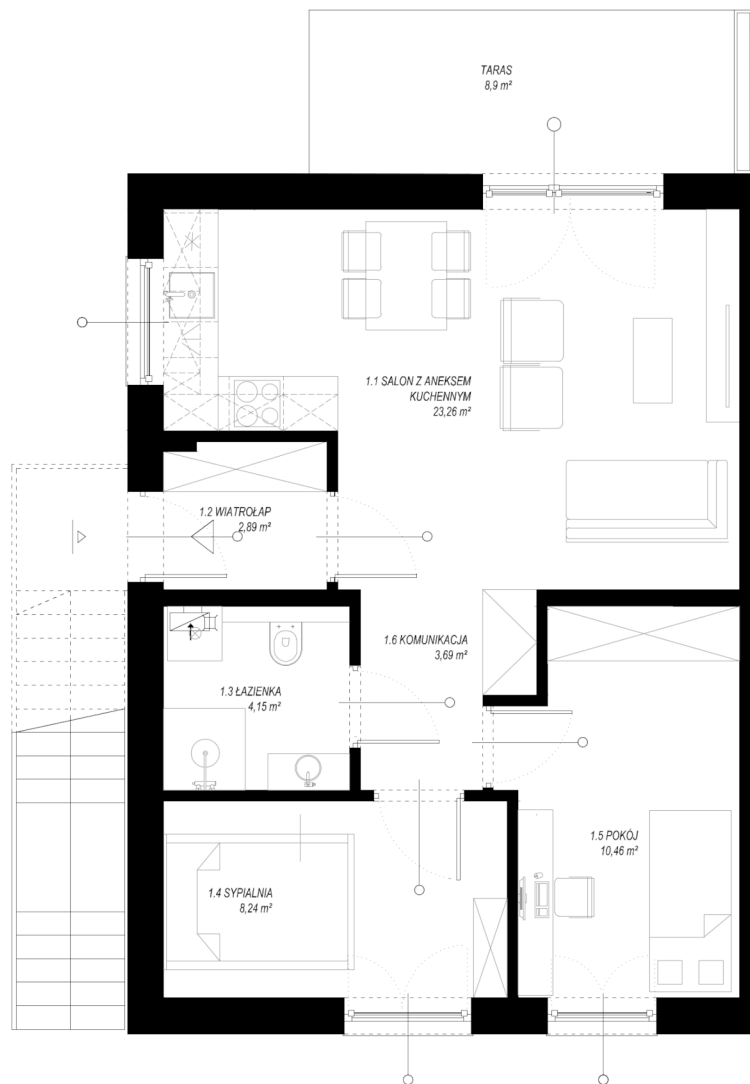 TARAS
8,9 m²
1.1 SALON Z ANEKSEM
KUCHENNYM
23,26 m²
1.2 WIATROŁAP
2,89 m²
1.6 KOMUNIKACJA
3,69 m²
1.3 ŁAZIENKA
4,15 m²
1.5 POKÓJ
10,46 m²
1.4 SYPIALNIA
8,24 m²